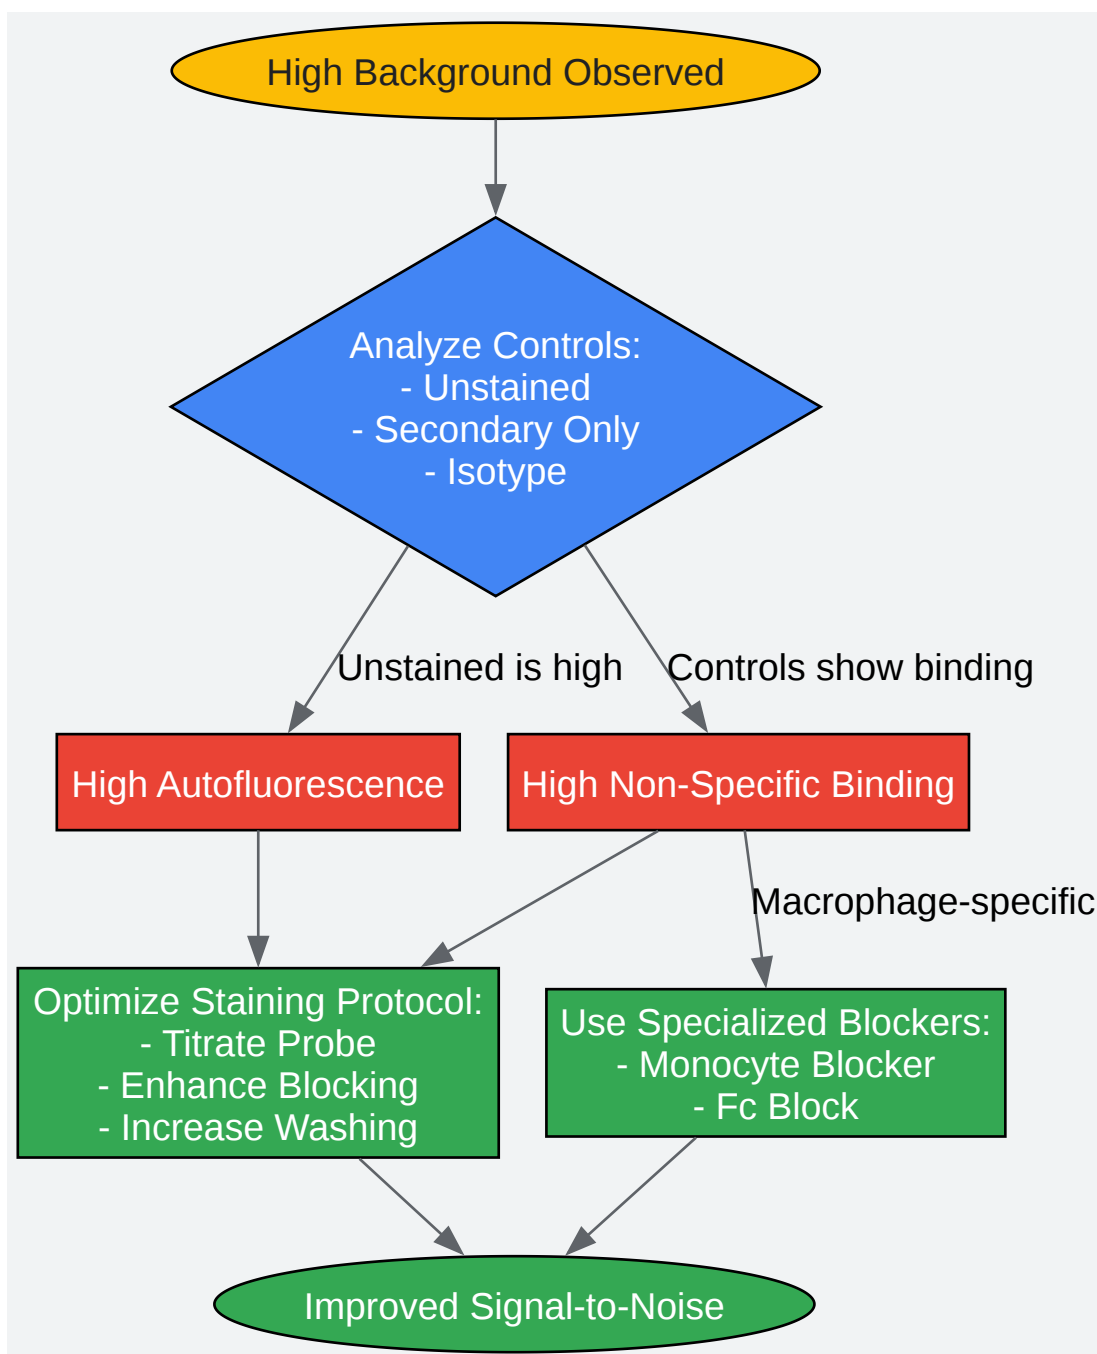 High Background Observed
Analyze Controls:
- Unstained
- Secondary Only
- Isotype
Unstained is high
Controls show binding
High Autofluorescence
High Non-Specific Binding
Macrophage-specific
Optimize Staining Protocol:
- Titrate Probe
- Enhance Blocking
- Increase Washing
Use Specialized Blockers:
- Monocyte Blocker
- Fc Block
Improved Signal-to-Noise